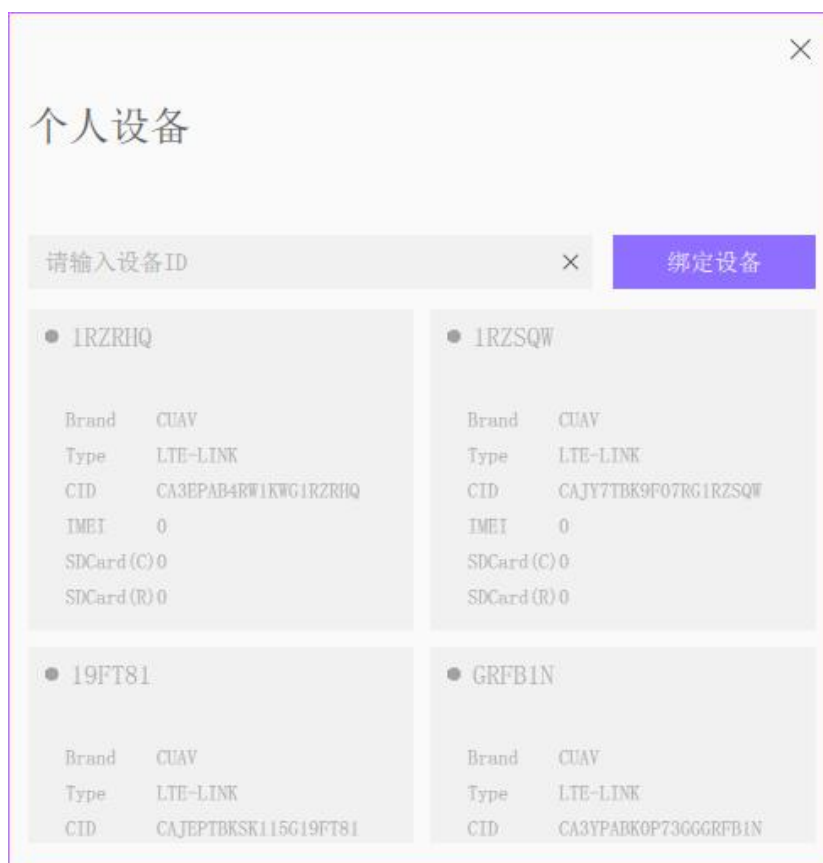 个人设备
请输入设备ID
绑定设备
1RZRHQ
Brand CUAV
Type LTE-LINK
CID CA3EPAB4RW1KWG1RZRHQ
IMEI 0
SDCard(C) 0
SDCard(R) 0
1RZSQW
Brand CUAV
Type LTE-LINK
CID CAJY7TBK9F07RG1RZSQW
IMEI 0
SDCard(C) 0
SDCard(R) 0
19FT81
Brand CUAV
Type LTE-LINK
CID CAJEPTBKSK115G19FT81
GRFB1N
Brand CUAV
Type LTE-LINK
CID CA3YPABK0P73GGGRFB1N